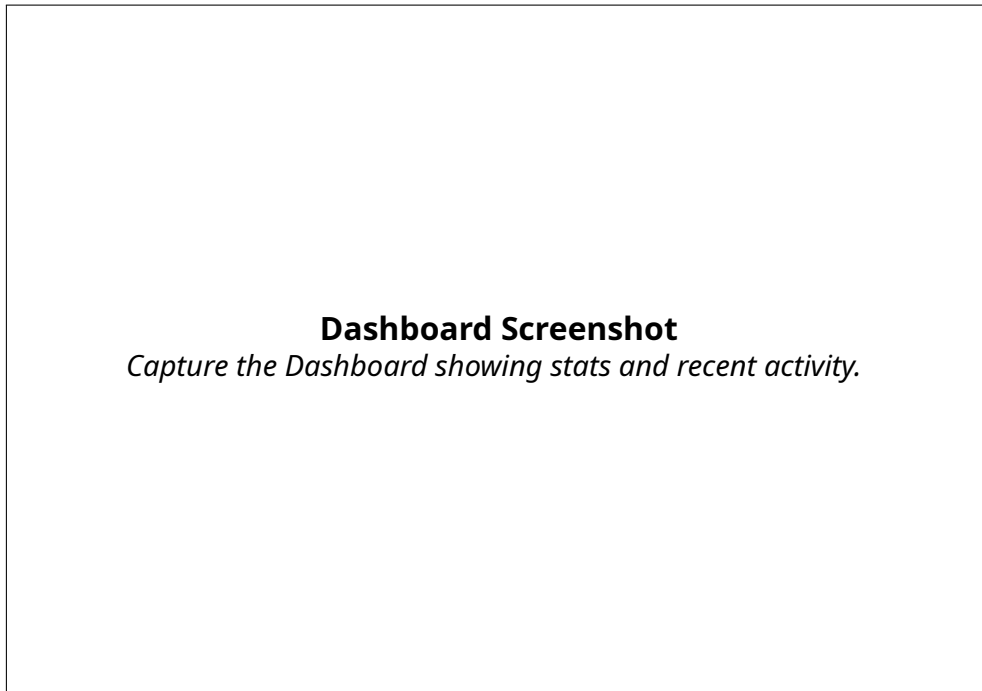 Dashboard Screenshot
Capture the Dashboard showing stats and recent activity.